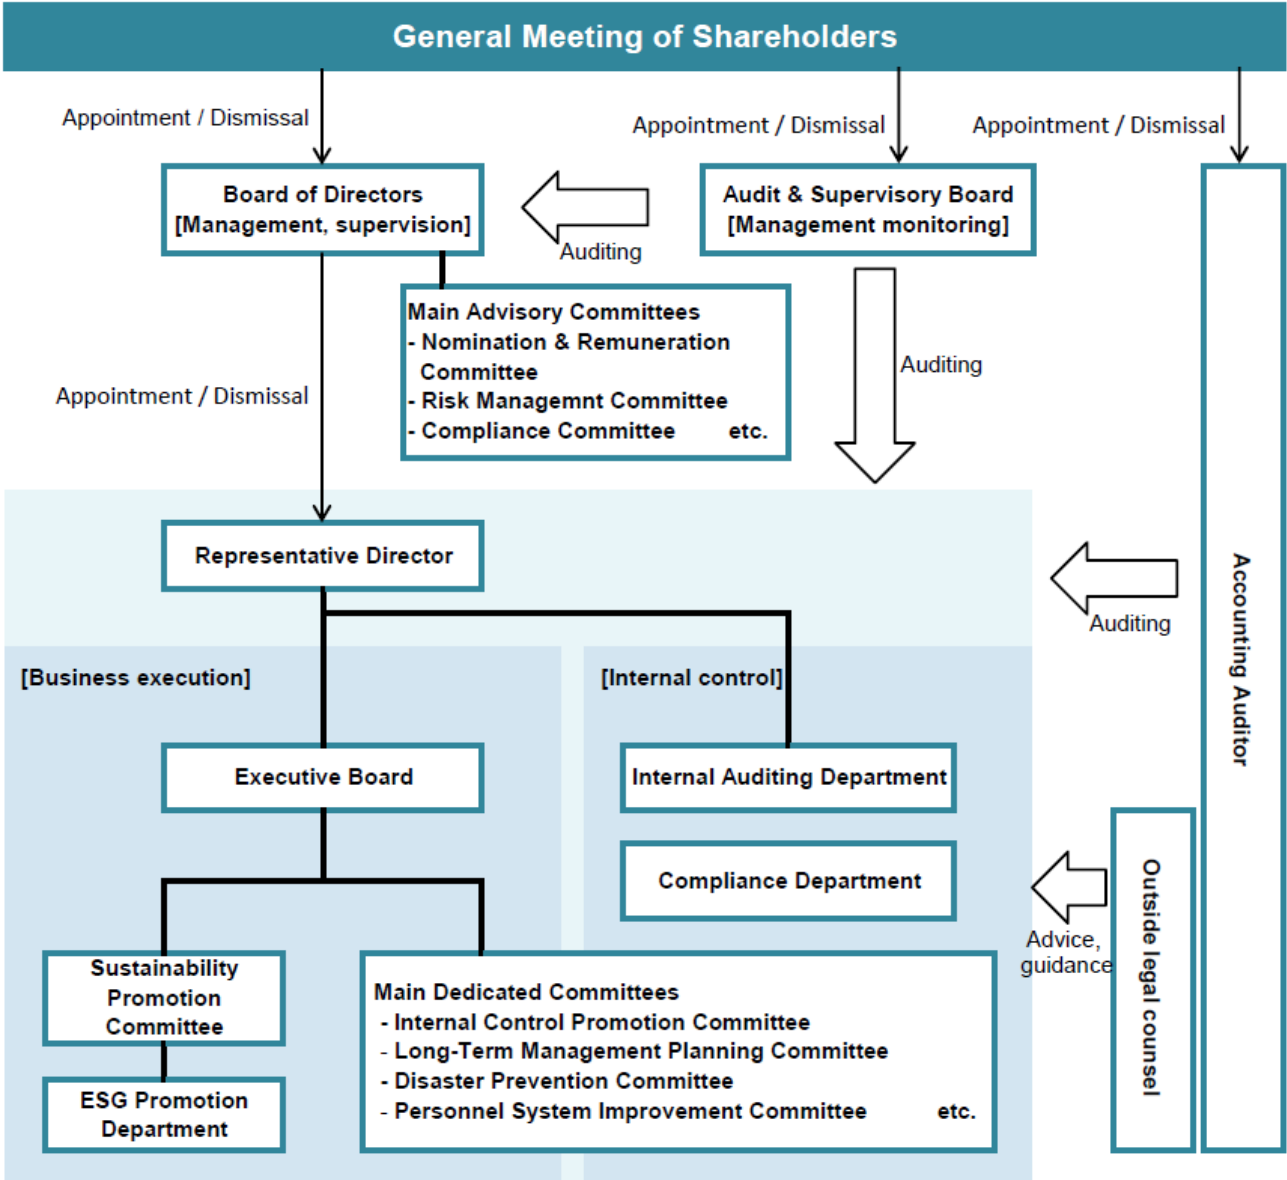 General Meeting of Shareholders
Appointment / Dismissal
Appointment / Dismissal
Appointment / Dismissal
Board of Directors
[Management, supervision]
Auditing
Audit & Supervisory Board
[Management monitoring]
Main Advisory Committees
- Nomination & Remuneration
Committee
- Risk Managemnt Committee
- Compliance Committee etc.
Auditing
Appointment / Dismissal
Representative Director
Auditing
Accounting Auditor
[Business execution]
[Internal control]
Executive Board
Internal Auditing Department
Compliance Department
Advice,
guidance
Outside legal counsel
Sustainability
Promotion
Committee
ESG Promotion
Department
Main Dedicated Committees
- Internal Control Promotion Committee
- Long-Term Management Planning Committee
- Disaster Prevention Committee
- Personnel System Improvement Committee etc.